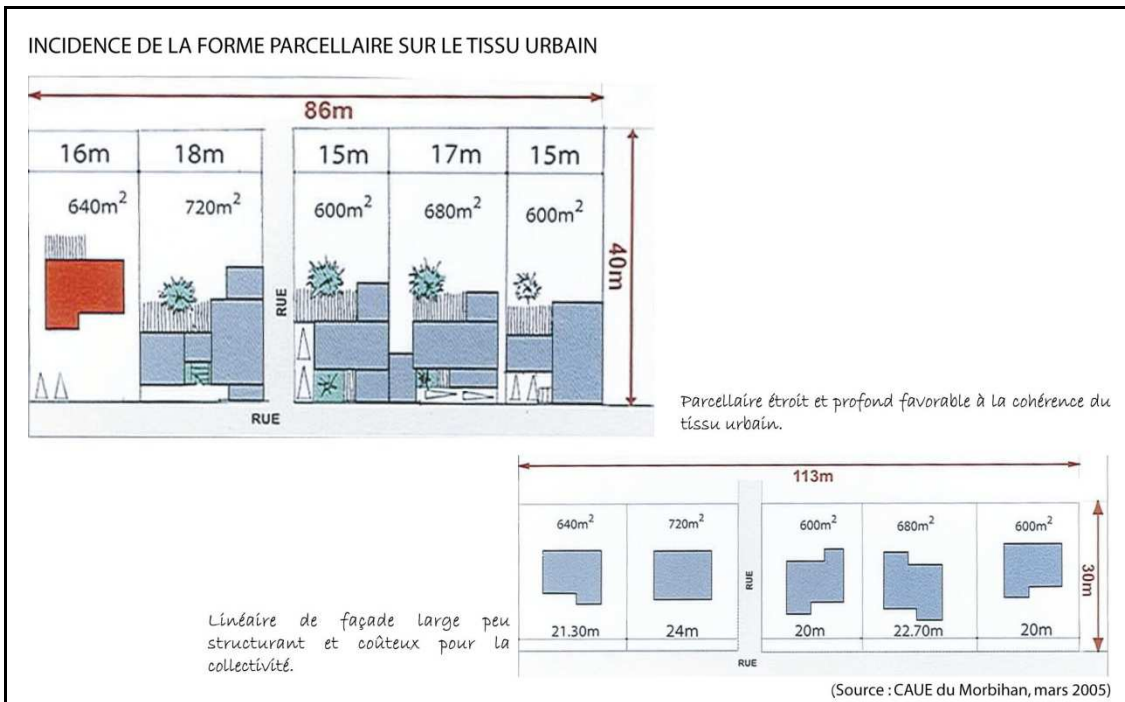 INCIDENCE DE LA FORME PARCELLAIRE SUR LE TISSU URBAIN
86m
16m 18m 15m 17m 15m
640m² 720m² 600m² 680m² 600m²
40m
RUE
RUE
Parcellaire étroit et profond favorable à la cohérence du
tissu urbain.
113m
640m² 720m² 600m² 680m² 600m²
30m
RUE
21.30m 24m 20m 22.70m 20m
RUE
Linéaire de façade large peu
structurant et coûteux pour la
collectivité.
(Source : CAUE du Morbihan, mars 2005)